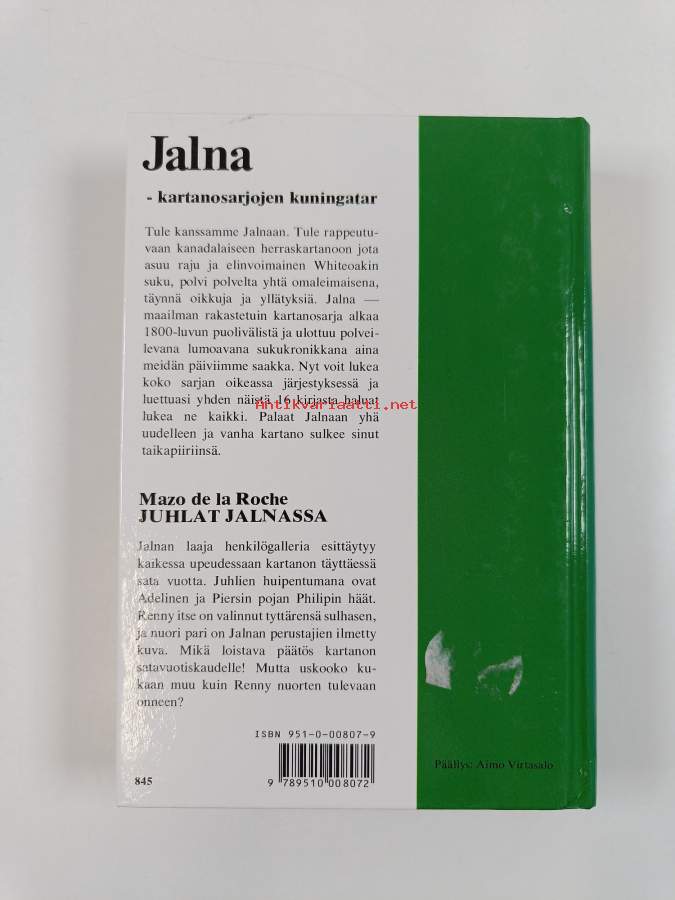 Jalna
- kartanosarjojen kuningatar
Tule kanssamme Jalnaan. Tule rappeutu-
vaan kanadalaiseen herraskartanoon jota
asuu raju ja elinvoimainen Whiteoakin
suku, polvi polvelta yhtä omaleimaisena,
täynnä oikkuja ja yllätyksiä. Jalna —
maailman rakastetuin kartanosarja alkaa
1800-luvun puolivälistä ja ulottuu polvei-
levana lumoavana sukukronikkana aina
meidän päiviimme saakka. Nyt voit lukea
koko sarjan oikeassa järjestyksessä ja
luettuasi yhden näistä 16 kirjasta haluat
Antikvariaatti.net
lukea ne kaikki. Palaat Jalnaan yhä
uudelleen ja vanha kartano sulkee sinut
taikapiiriinsä.
Mazo de la Roche
JUHLAT JALNASSA
Jalnan laaja henkilögalleria esittäytyy
kaikessa upeudessaan kartanon täyttäessä
sata vuotta. Juhlien huipentumana ovat
Adelinen ja Piersin pojan Philipin häät.
Renny itse on valinnut tyttärensä sulhasen,
ja nuori pari on Jalnan perustajien ilmetty
kuva. Mikä loistava päätös kartanon
satavuotiskaudelle! Mutta uskooko ku-
kaan muu kuin Renny nuorten tulevaan
onneen?
ISBN 951-0-00807-9
9 789510 008072
845
Päällys: Aimo Virtasalo